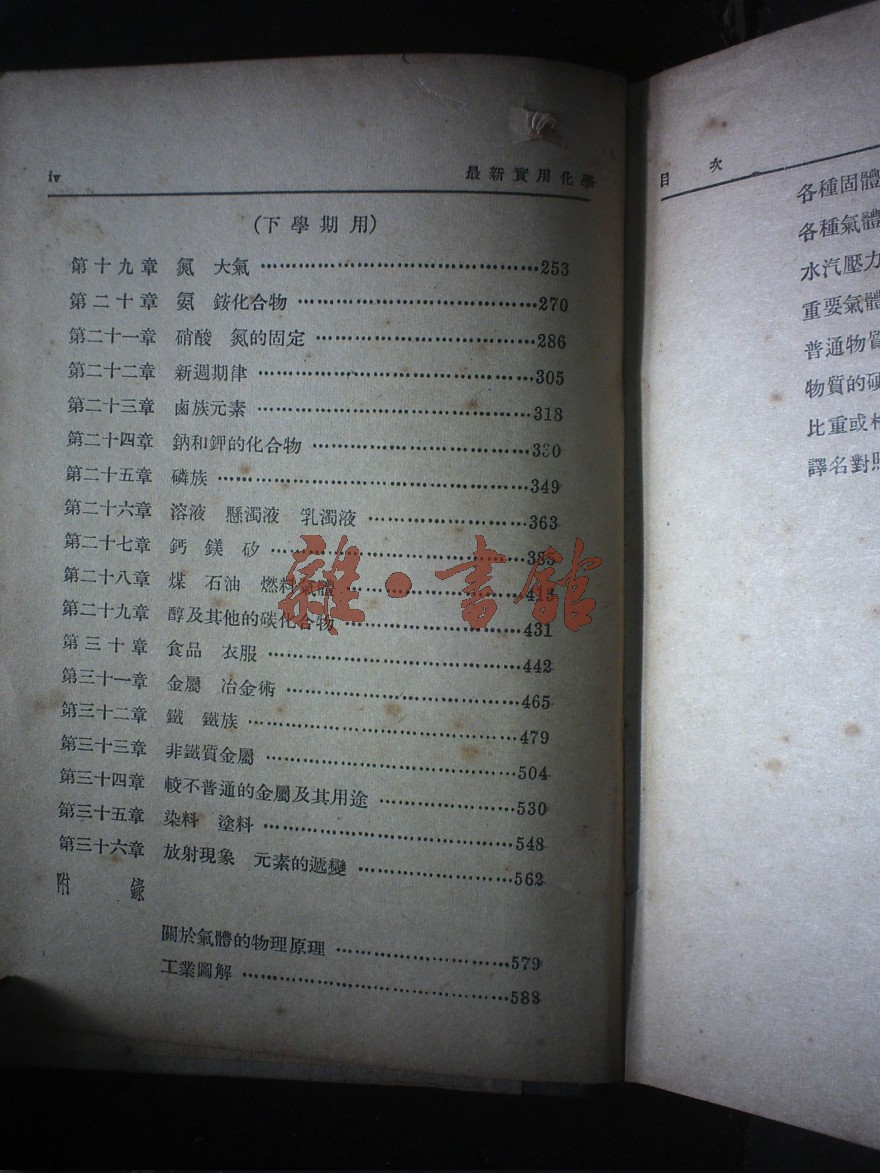 iv 最新實用化學
(下學期用)
第十九章 氮 大氣 253
第二十章 氨 銨化合物 270
第二十一章 硝酸 氮的固定 286
第二十二章 新週期律 305
第二十三章 鹵族元素 318
第二十四章 鈉和鉀的化合物 330
第二十五章 磷族 349
第二十六章 溶液 懸濁液 乳濁液 363
第二十七章 鈣 鎂 矽 385
第二十八章 煤 石油 燃料氣體 413
第二十九章 醇及其他的碳化合物 431
第三十章 食品 衣服 442
第三十一章 金屬 冶金術 465
第三十二章 鐵 鐵族 479
第三十三章 非鐵質金屬 504
第三十四章 較不普通的金屬及其用途 530
第三十五章 染料 塗料 548
第三十六章 放射現象 元素的遞變 562
附錄
關於氣體的物理原理 579
工業圖解 588
雜·書館
目次
各種固體
各種氣體
水汽壓力
重要氣體
普通物質
物質的硬
比重或
譯名對照